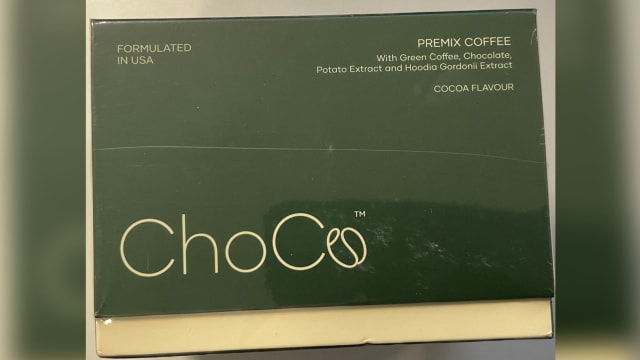 FORMULATED
IN USA
PREMIX COFFEE
With Green Coffee, Chocolate,
Potato Extract and Hoodia Gordonii Extract
COCOA FLAVOUR
ChoCo™